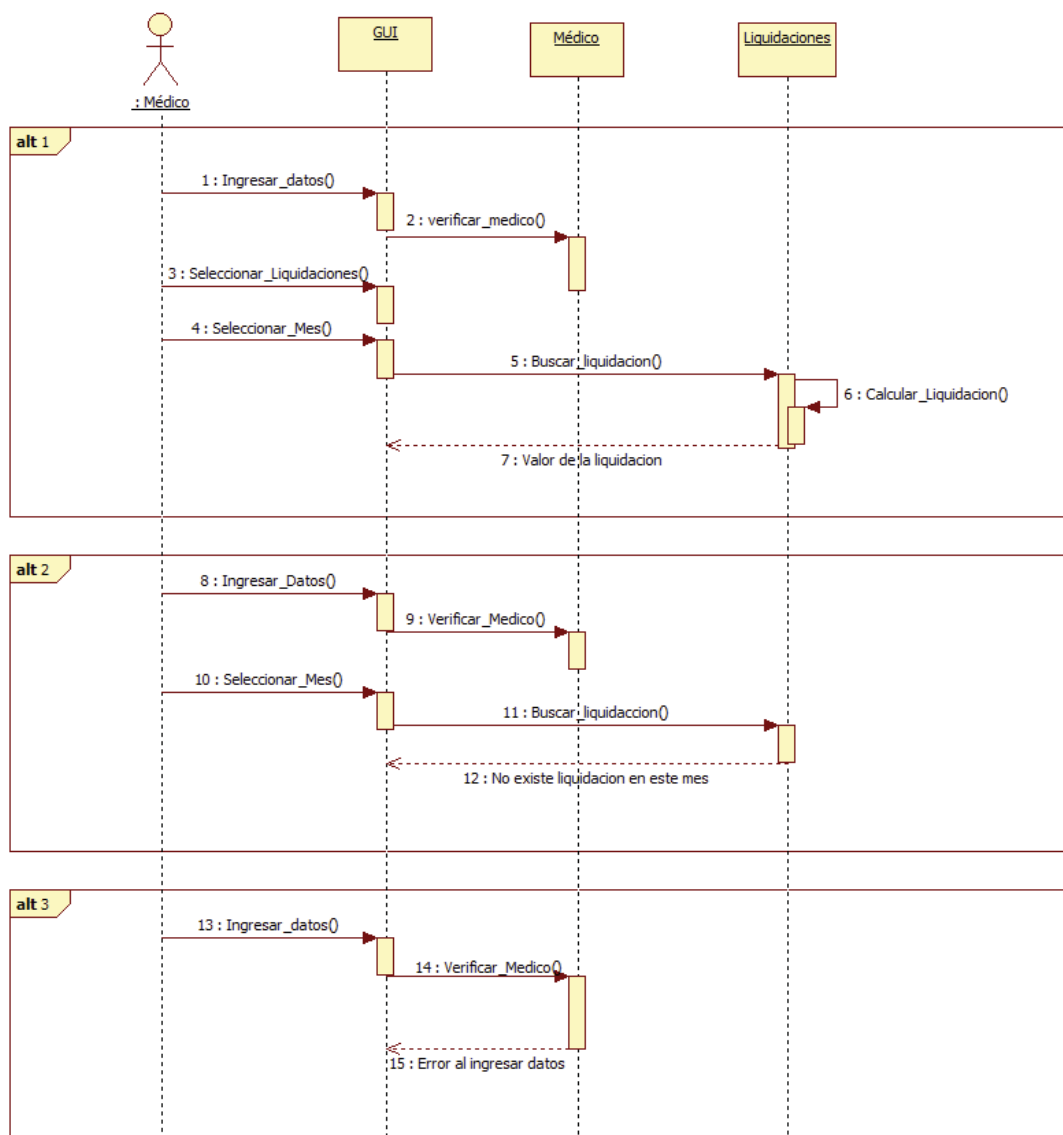 GUI
Médico
Liquidaciones
: Médico
alt 1
1 : Ingresar_datos()
2 : verificar_medico()
3 : Seleccionar_Liquidaciones()
4 : Seleccionar_Mes()
5 : Buscar_liquidacion()
6 : Calcular_Liquidacion()
7 : Valor de la liquidacion
alt 2
8 : Ingresar_Datos()
9 : Verificar_Medico()
10 : Seleccionar_Mes()
11 : Buscar_liquidaccion()
12 : No existe liquidacion en este mes
alt 3
13 : Ingresar_datos()
14 : Verificar_Medico()
15 : Error al ingresar datos